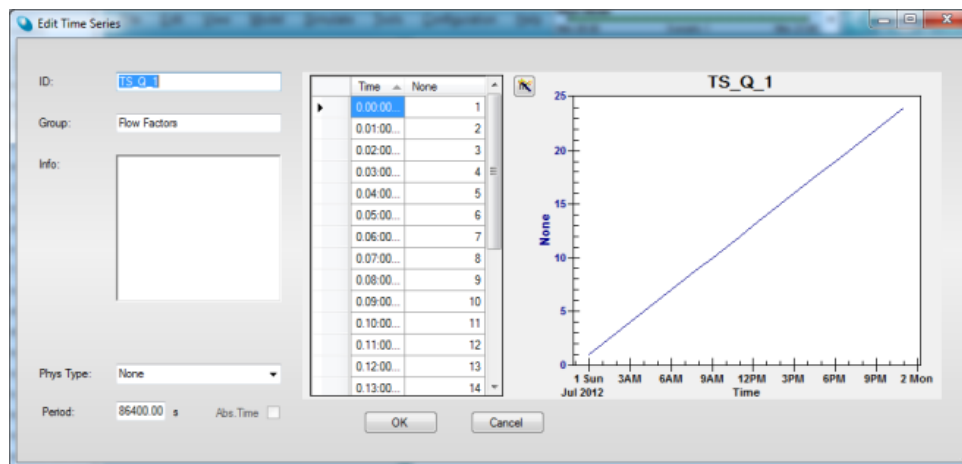 Edit Time Series
ID:
TS_Q_1
Group:
Flow Factors
Info:
Phys Type:
None
Period:
86400.00 s
Abs.Time
Time None
0.00:00... 1
0.01:00... 2
0.02:00... 3
0.03:00... 4
0.04:00... 5
0.05:00... 6
0.06:00... 7
0.07:00... 8
0.08:00... 9
0.09:00... 10
0.10:00... 11
0.11:00... 12
0.12:00... 13
0.13:00... 14
OK
Cancel
TS_Q_1
25
20
15
10
5
0
None
1 Sun 3AM 6AM 9AM 12PM 3PM 6PM 9PM 2 Mon
Jul 2012
Time